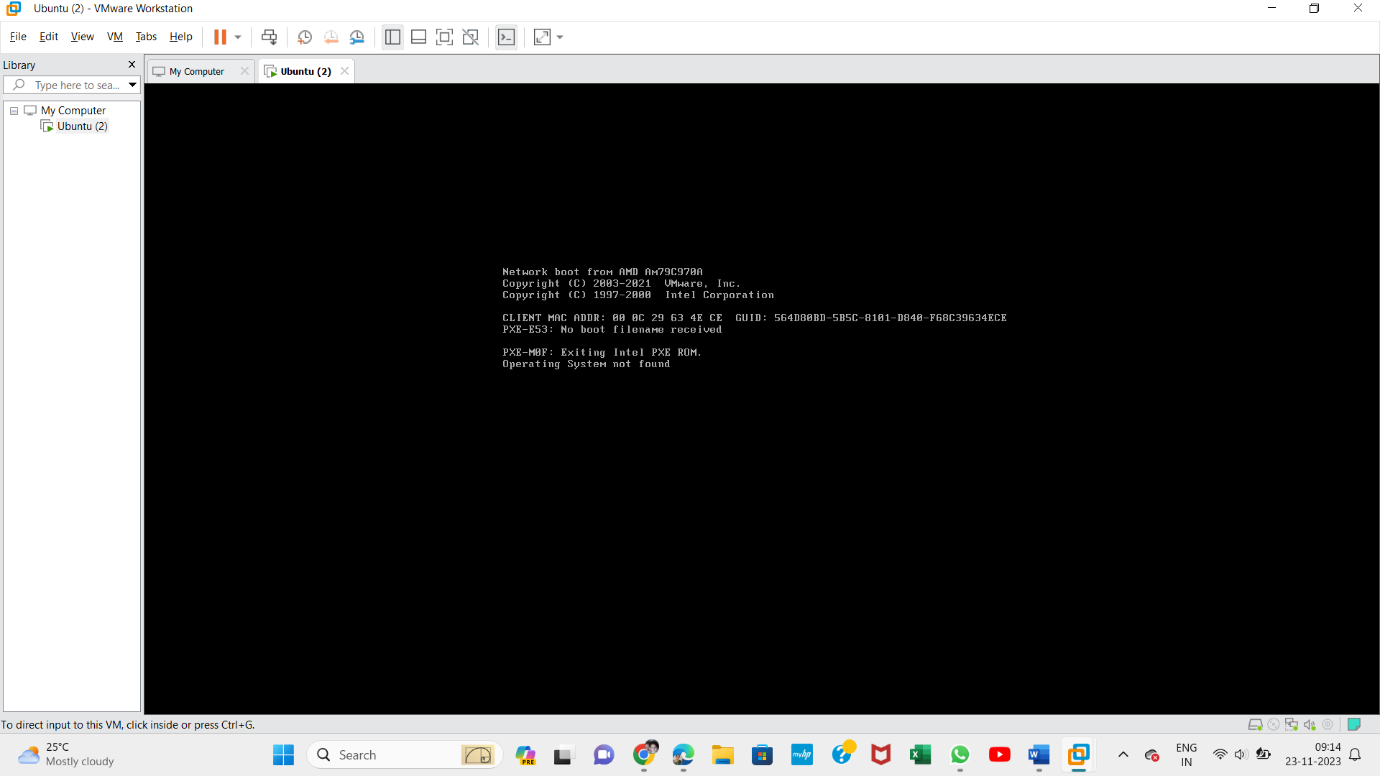 Ubuntu (2) - VMware Workstation
File Edit View VM Tabs Help
Library
My Computer
Ubuntu (2)
Type here to sea...
My Computer
Ubuntu (2)
Network boot from AMD Am79C970A
Copyright (C) 2003-2021 VMware, Inc.
Copyright (C) 1997-2000 Intel Corporation
CLIENT MAC ADDR: 00 0C 29 63 4E CE GUID: 564D80BD-5B5C-8101-D840-F68C39634ECE
PXE-E53: No boot filename received
PXE-M0F: Exiting Intel PXE ROM.
Operating System not found
To direct input to this VM, click inside or press Ctrl+G.
25°C
Mostly cloudy
Search
PRE
myhp
ENG
IN
09:14
23-11-2023